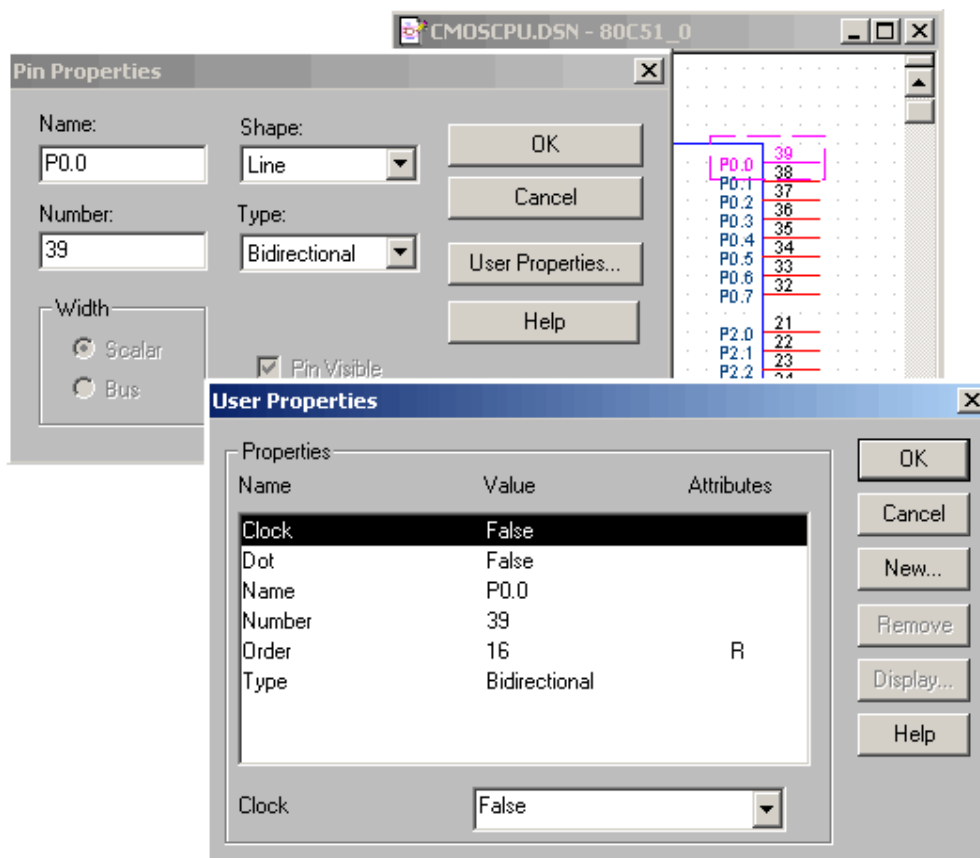 CMOSCPU.DSN - 80C51_0
Pin Properties
Name:
P0.0
Shape:
Line
OK
Cancel
Number:
39
Type:
Bidirectional
User Properties...
Help
Width
Scalar
Bus
Pin Visible
P0.0 39
P0.1 38
P0.2 37
P0.3 36
P0.4 35
P0.5 34
P0.6 33
P0.7 32
P2.0 21
P2.1 22
P2.2 23
24
User Properties
Properties
Name Value Attributes
Clock False
Dot False
Name P0.0
Number 39
Order 16 R
Type Bidirectional
Clock False
OK
Cancel
New...
Remove
Display...
Help